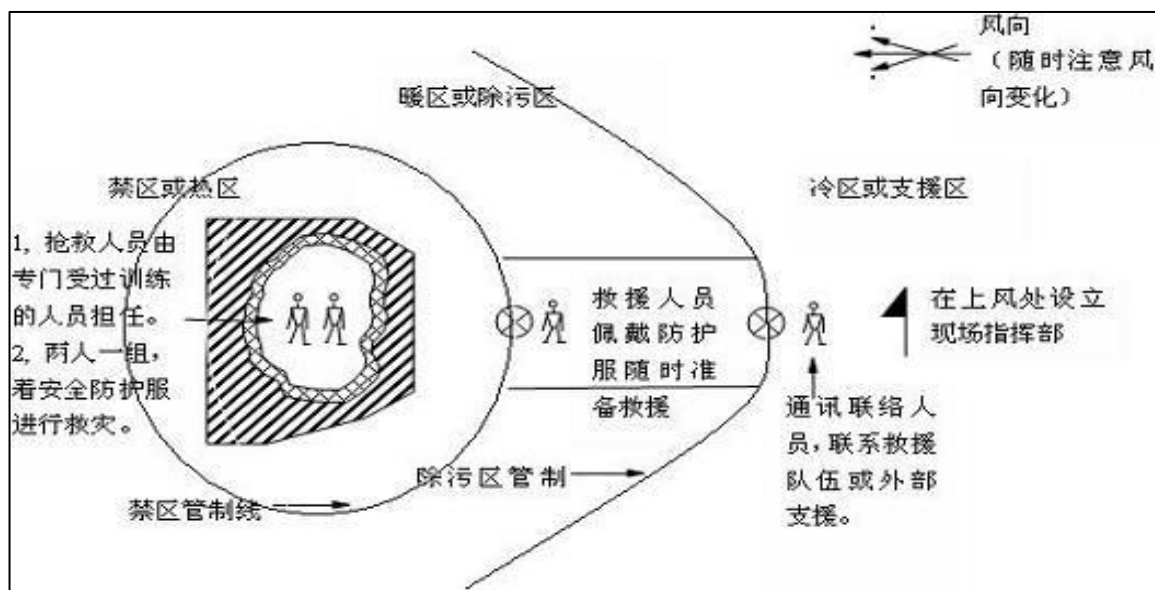 风向
（随时注意风
向变化）
暖区或除污区
禁区或热区
冷区或支援区
1, 抢救人员由
专门受过训练
的人员担任。
2, 两人一组，
着安全防护服
进行救灾。
救援人员
佩戴防护
服随时准
备救援
在上风处设立
现场指挥部
通讯联络人
员，联系救援
队伍或外部
支援。
除污区管制
禁区管制线